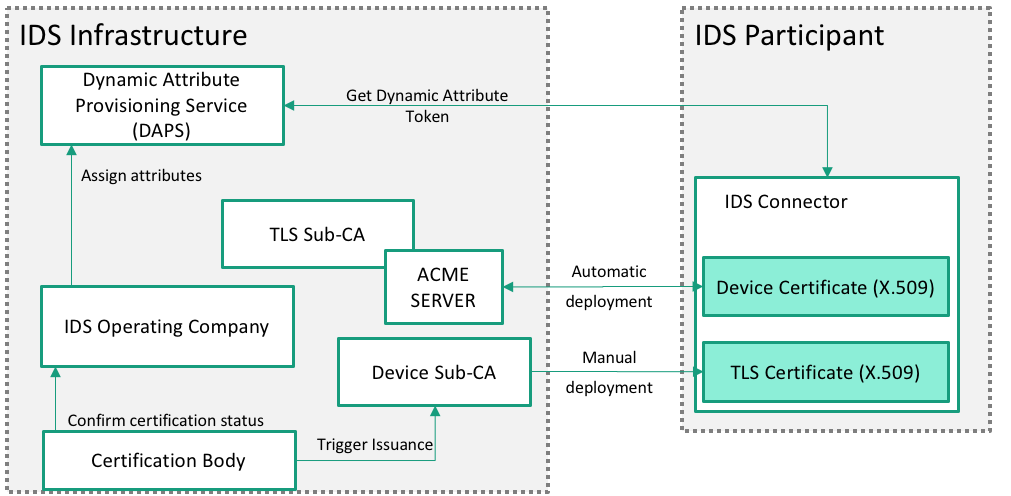 IDS Infrastructure
Dynamic Attribute
Provisioning Service
(DAPS)
Assign attributes
TLS Sub-CA
ACME
SERVER
IDS Operating Company
Device Sub-CA
Confirm certification status
Certification Body
Trigger Issuance
Get Dynamic Attribute
Token
Automatic
deployment
Manual
deployment
IDS Participant
IDS Connector
Device Certificate (X.509)
TLS Certificate (X.509)